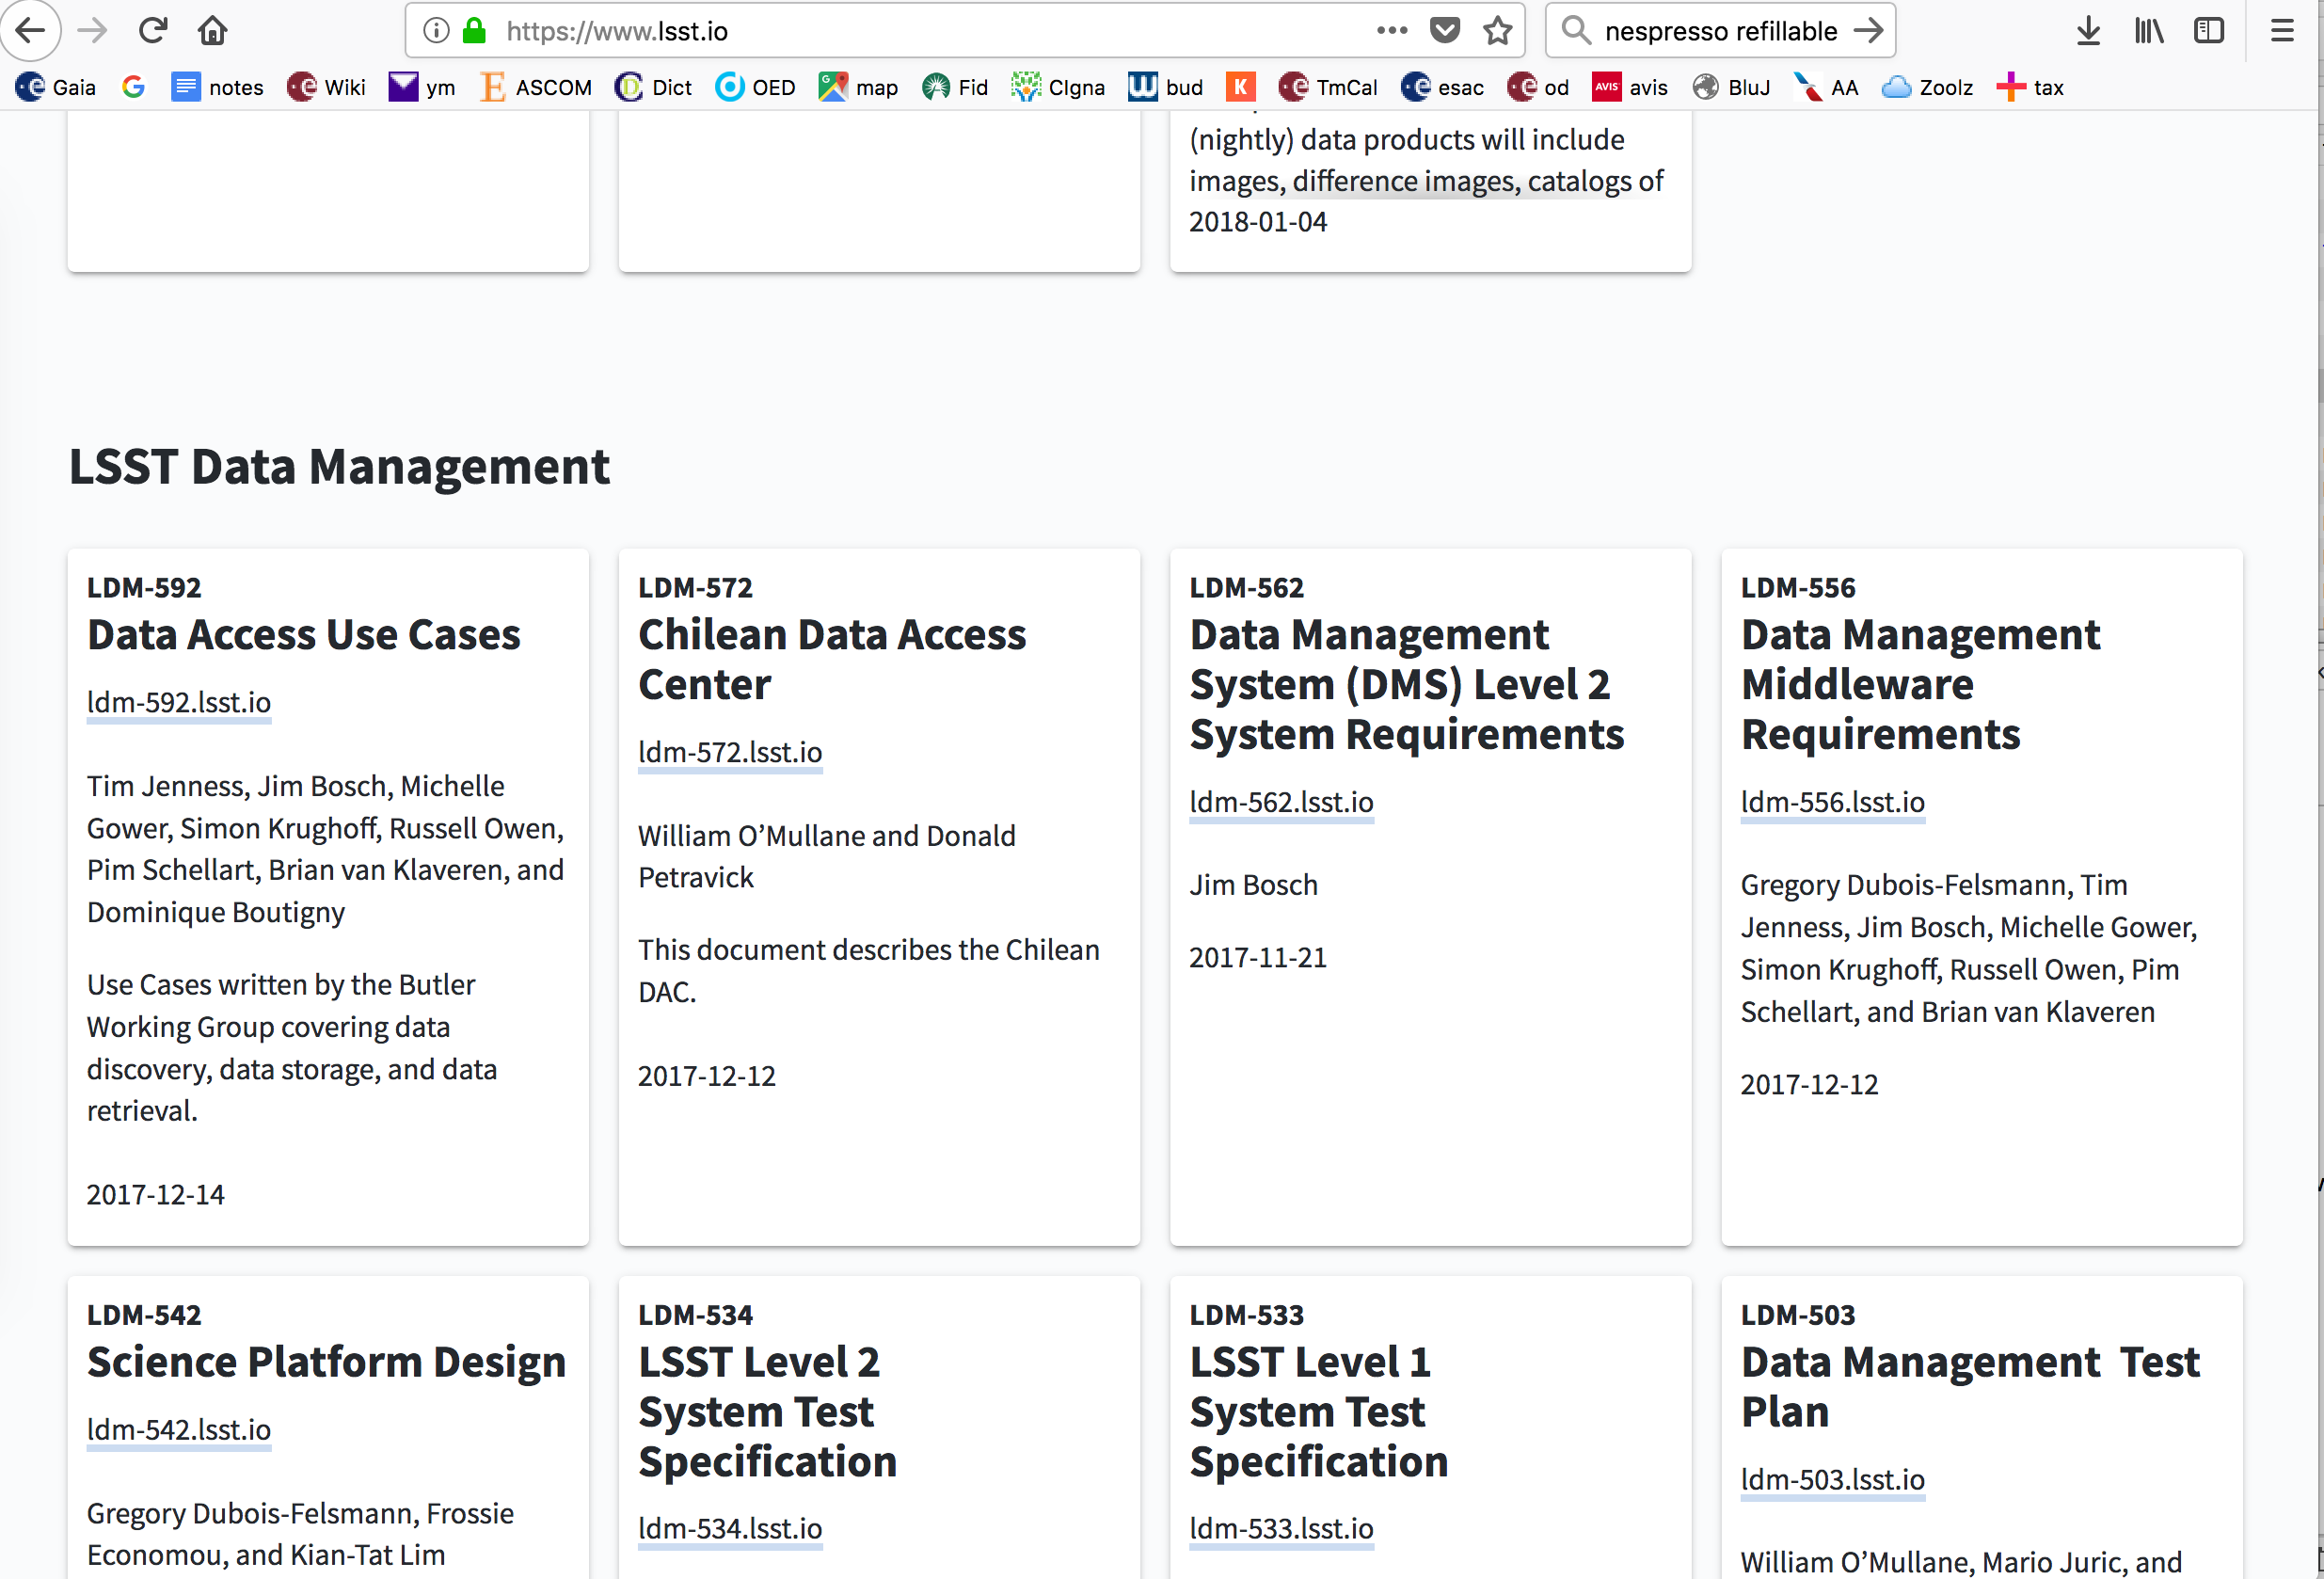 https://www.lsst.io
nespresso refillable
Gaia
notes
Wiki
ym
ASCOM
Dict
OED
map
Fid
CIgna
bud
TmCal
esac
od
AVIS avis
BluJ
AA
Zoolz
tax
(nightly) data products will include
images, difference images, catalogs of
2018-01-04
LSST Data Management
LDM-592
Data Access Use Cases
ldm-592.lsst.io
Tim Jenness, Jim Bosch, Michelle
Gower, Simon Krughoff, Russell Owen,
Pim Schellart, Brian van Klaveren, and
Dominique Boutigny
Use Cases written by the Butler
Working Group covering data
discovery, data storage, and data
retrieval.
2017-12-14
LDM-572
Chilean Data Access
Center
ldm-572.lsst.io
William O’Mullane and Donald
Petravick
This document describes the Chilean
DAC.
2017-12-12
LDM-562
Data Management
System (DMS) Level 2
System Requirements
ldm-562.lsst.io
Jim Bosch
2017-11-21
LDM-556
Data Management
Middleware
Requirements
ldm-556.lsst.io
Gregory Dubois-Felsmann, Tim
Jenness, Jim Bosch, Michelle Gower,
Simon Krughoff, Russell Owen, Pim
Schellart, and Brian van Klaveren
2017-12-12
LDM-542
Science Platform Design
ldm-542.lsst.io
Gregory Dubois-Felsmann, Frossie
Economou, and Kian-Tat Lim
LDM-534
LSST Level 2
System Test
Specification
ldm-534.lsst.io
LDM-533
LSST Level 1
System Test
Specification
ldm-533.lsst.io
LDM-503
Data Management Test
Plan
ldm-503.lsst.io
William O’Mullane, Mario Juric, and